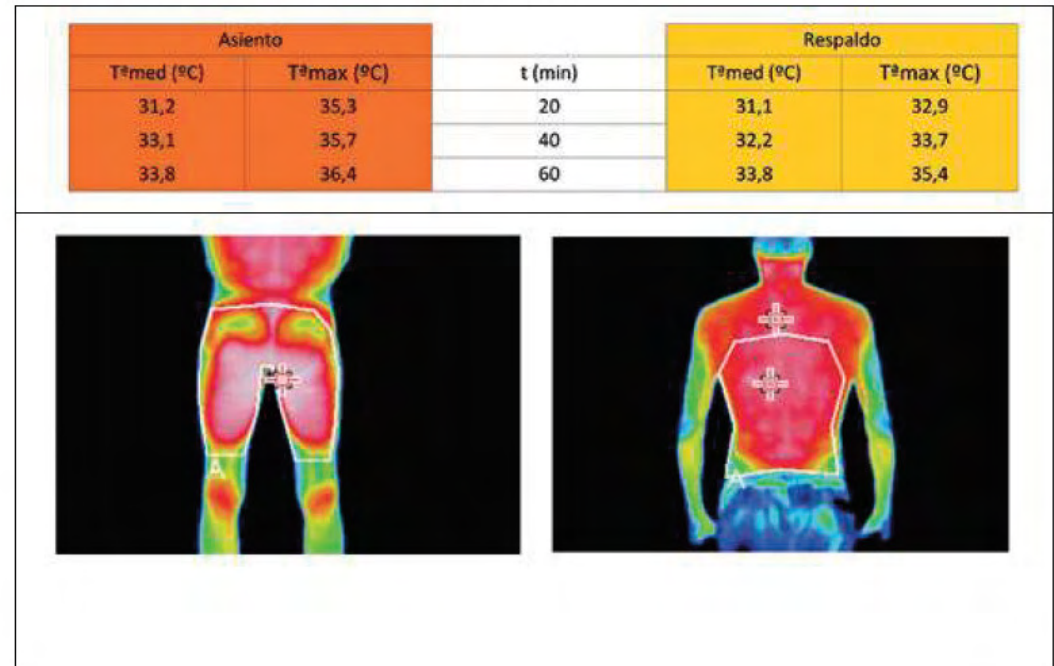 Asiento Respaldo
Tªmed (ºC) Tªmax (ºC) t (min) Tªmed (ºC) Tªmax (ºC)
31,2 35,3 20 31,1 32,9
33,1 35,7 40 32,2 33,7
33,8 36,4 60 33,8 35,4
A A